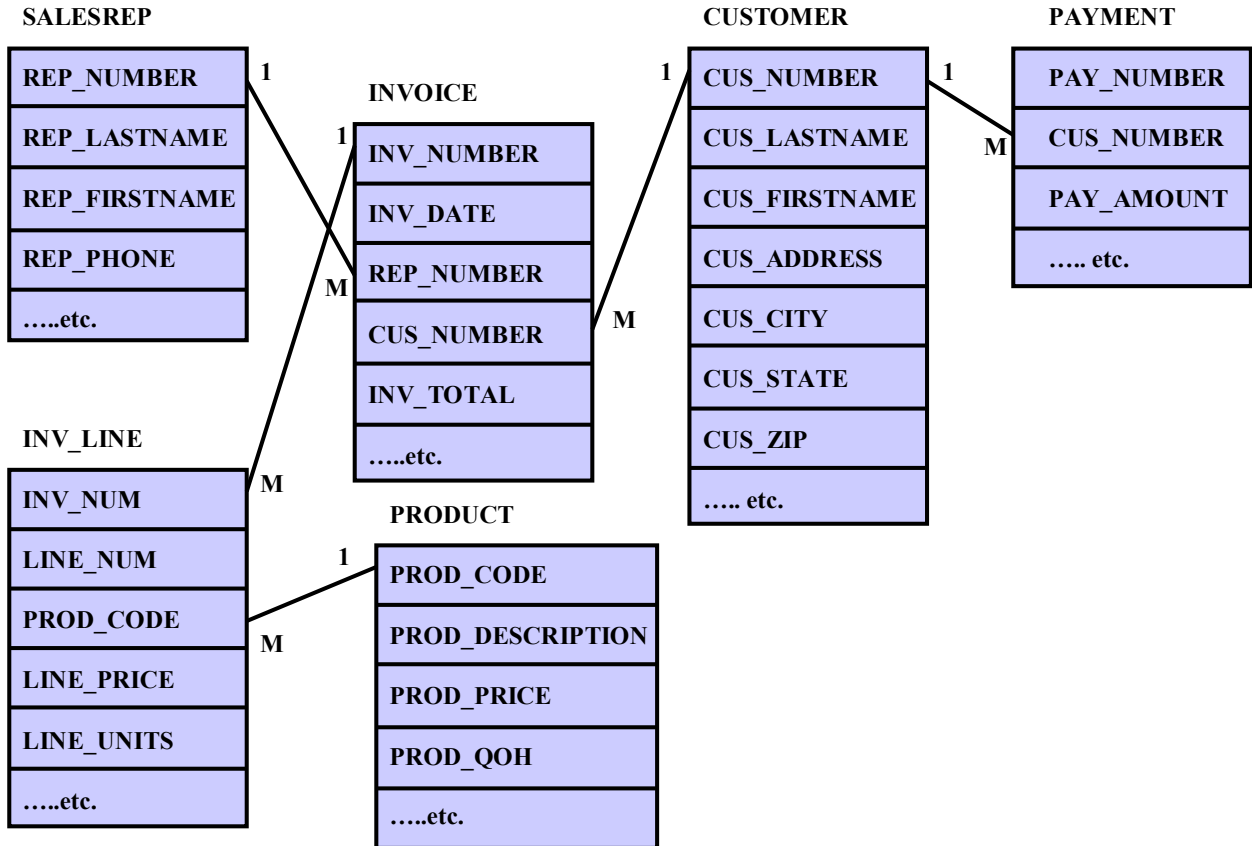 SALESREP
REP_NUMBER
REP_LASTNAME
REP_FIRSTNAME
REP_PHONE
…..etc.
1
M
INVOICE
1
INV_NUMBER
INV_DATE
REP_NUMBER
CUS_NUMBER
INV_TOTAL
…..etc.
M
1
CUSTOMER
CUS_NUMBER
CUS_LASTNAME
CUS_FIRSTNAME
CUS_ADDRESS
CUS_CITY
CUS_STATE
CUS_ZIP
….. etc.
1
M
PAYMENT
PAY_NUMBER
CUS_NUMBER
PAY_AMOUNT
….. etc.
INV_LINE
INV_NUM
LINE_NUM
PROD_CODE
LINE_PRICE
LINE_UNITS
…..etc.
M
M
1
PRODUCT
PROD_CODE
PROD_DESCRIPTION
PROD_PRICE
PROD_QOH
…..etc.